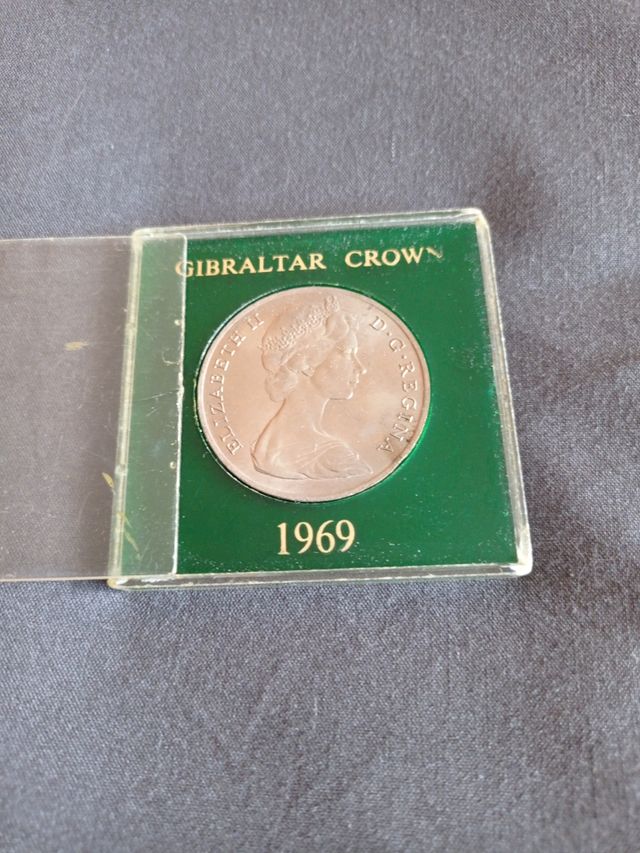 GIBRALTAR CROWN
ELIZABETH II D·G·REGINA
1969